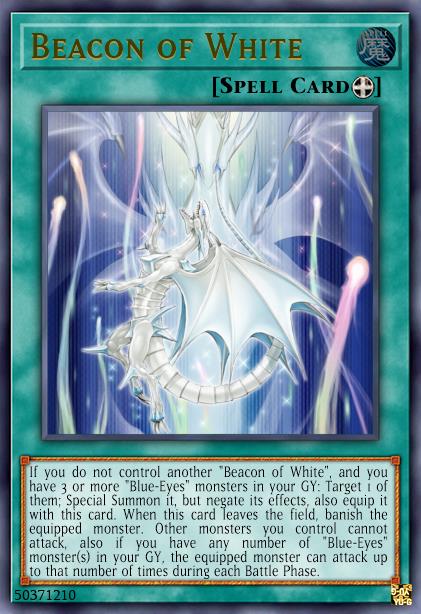 Beacon of White
魔
[Spell Card]
If you do not control another "Beacon of White", and you
have 3 or more "Blue-Eyes" monsters in your GY: Target 1 of
them; Special Summon it, but negate its effects, also equip it
with this card. When this card leaves the field, banish the
equipped monster. Other monsters you control cannot
attack, also if you have any number of "Blue-Eyes"
monster(s) in your GY, the equipped monster can attack up
to that number of times during each Battle Phase.
50371210